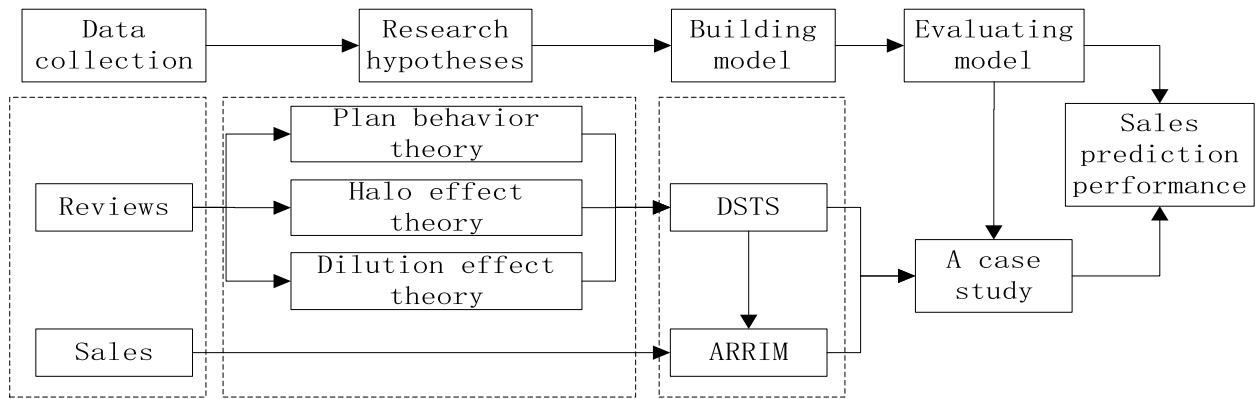 Data
collection
Research
hypotheses
Building
model
Evaluating
model
Plan behavior
theory
Sales
prediction
performance
Reviews
Halo effect
theory
DSTS
Dilution effect
theory
A case
study
Sales
ARRIM